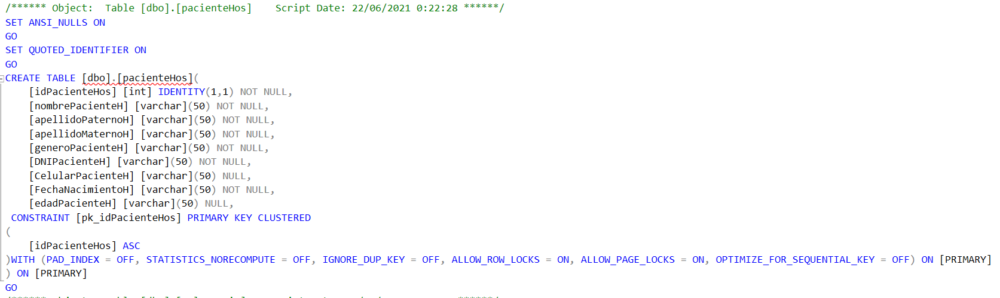 /****** Object:  Table [dbo].[pacienteHos]    Script Date: 22/06/2021 0:22:28 ******/
SET ANSI_NULLS ON
GO
SET QUOTED_IDENTIFIER ON
GO
CREATE TABLE [dbo].[pacienteHos](
    [idPacienteHos] [int] IDENTITY(1,1) NOT NULL,
    [nombrePacienteH] [varchar](50) NOT NULL,
    [apellidoPaternoH] [varchar](50) NOT NULL,
    [apellidoMaternoH] [varchar](50) NOT NULL,
    [generoPacienteH] [varchar](50) NOT NULL,
    [DNIPacienteH] [varchar](50) NOT NULL,
    [CelularPacienteH] [varchar](50) NULL,
    [FechaNacimientoH] [varchar](50) NOT NULL,
    [edadPacienteH] [varchar](50) NULL,
 CONSTRAINT [pk_idPacienteHos] PRIMARY KEY CLUSTERED
(
    [idPacienteHos] ASC
)WITH (PAD_INDEX = OFF, STATISTICS_NORECOMPUTE = OFF, IGNORE_DUP_KEY = OFF, ALLOW_ROW_LOCKS = ON, ALLOW_PAGE_LOCKS = ON, OPTIMIZE_FOR_SEQUENTIAL_KEY = OFF) ON [PRIMARY]
) ON [PRIMARY]
GO